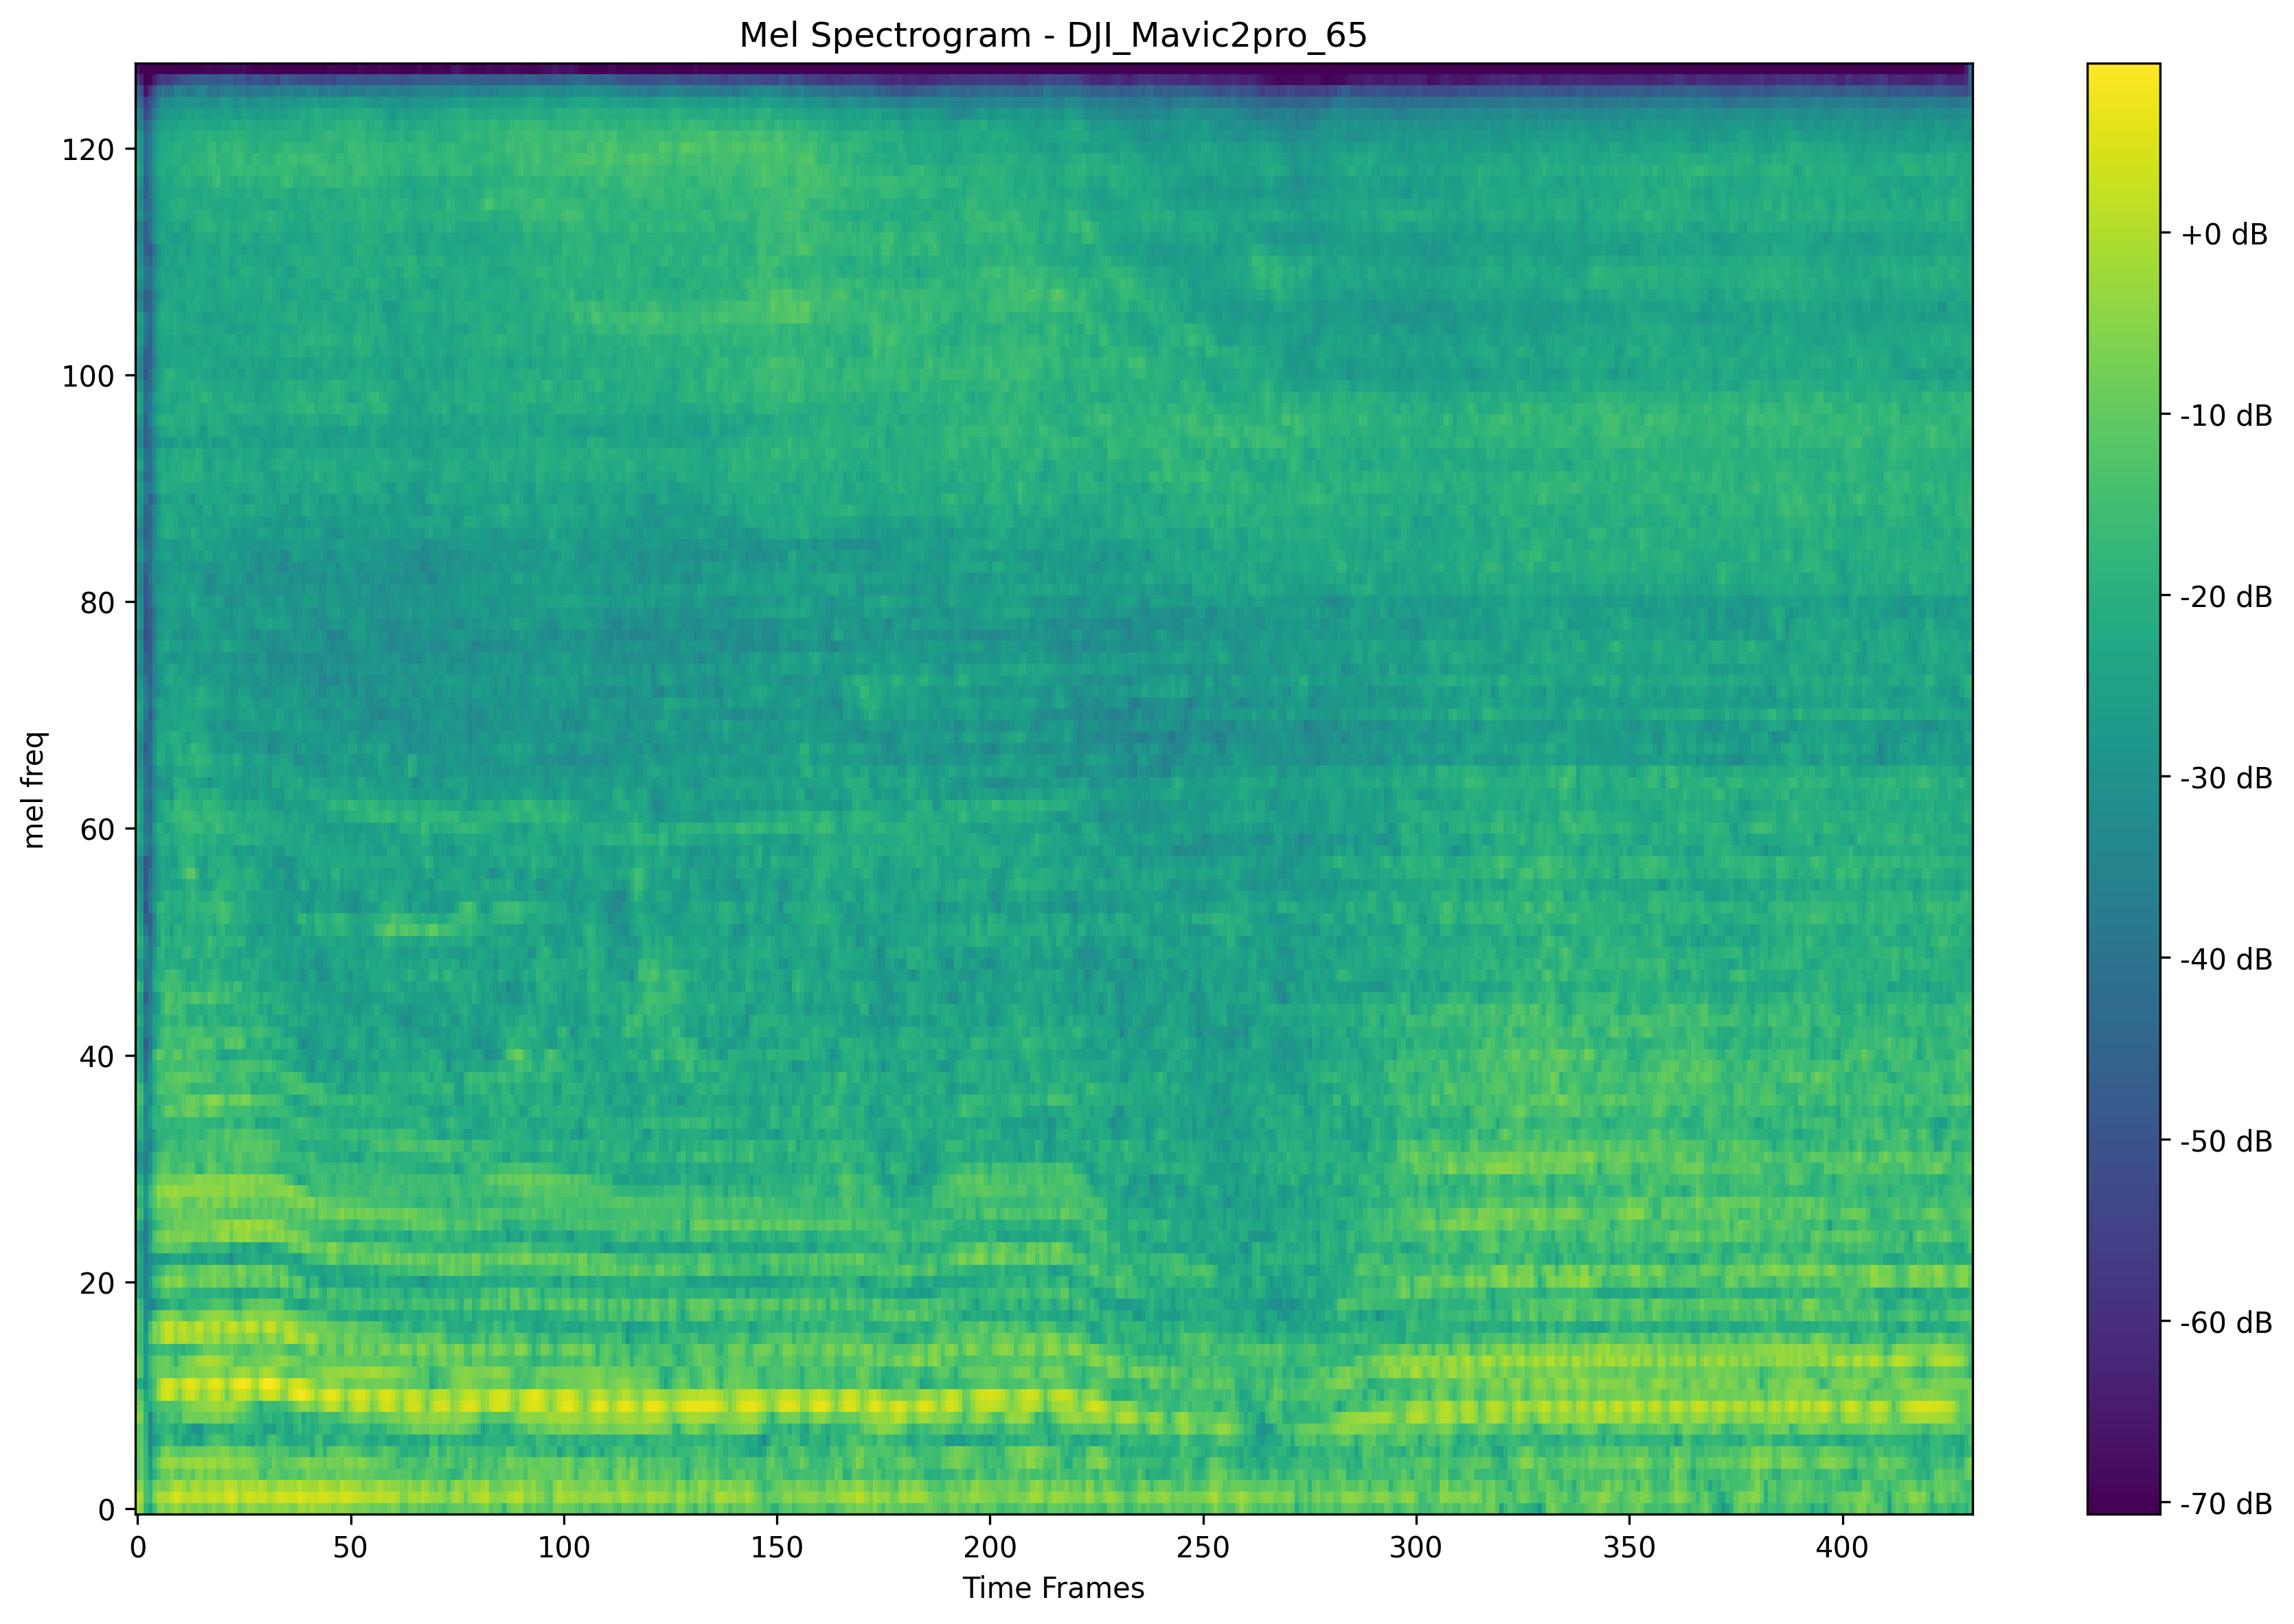 Mel Spectrogram - DJI_Mavic2pro_65
mel freq
120
100
80
60
40
20
0
0 50 100 150 200 250 300 350 400
Time Frames
+0 dB
-10 dB
-20 dB
-30 dB
-40 dB
-50 dB
-60 dB
-70 dB